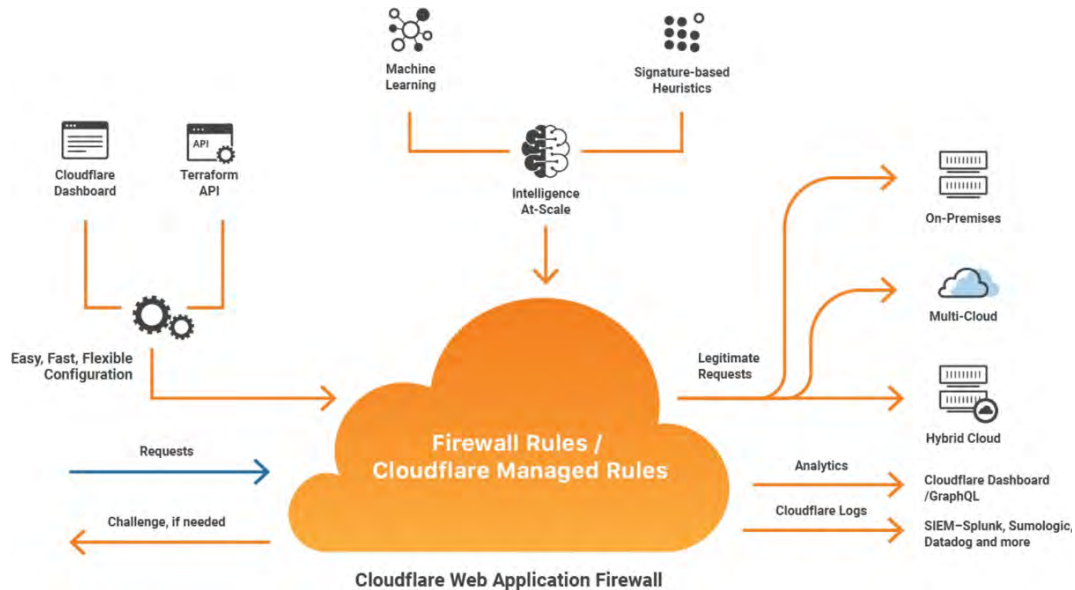 Machine
Learning
Signature-based
Heuristics
API
Cloudflare
Dashboard
Terraform
API
Intelligence
At-Scale
On-Premises
Multi-Cloud
Easy, Fast, Flexible
Configuration
Legitimate
Requests
Hybrid Cloud
Firewall Rules /
Cloudflare Managed Rules
Requests
Challenge, if needed
Analytics
Cloudflare Dashboard
/GraphQL
Cloudflare Logs
SIEM–Splunk, Sumologic,
Datadog and more
Cloudflare Web Application Firewall